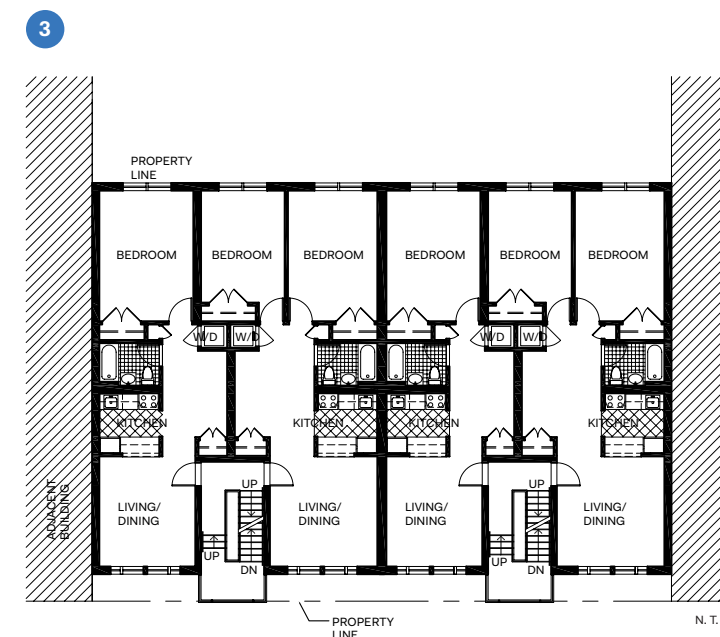 3
PROPERTY
LINE
BEDROOM BEDROOM BEDROOM BEDROOM BEDROOM BEDROOM
W/D W/D W/D W/D
KITCHEN KITCHEN KITCHEN KITCHEN
ADJACENT
BUILDING
UP UP
LIVING/
DINING
LIVING/
DINING
LIVING/
DINING
LIVING/
DINING
UP UP
DN DN
PROPERTY
LINE
N. T.